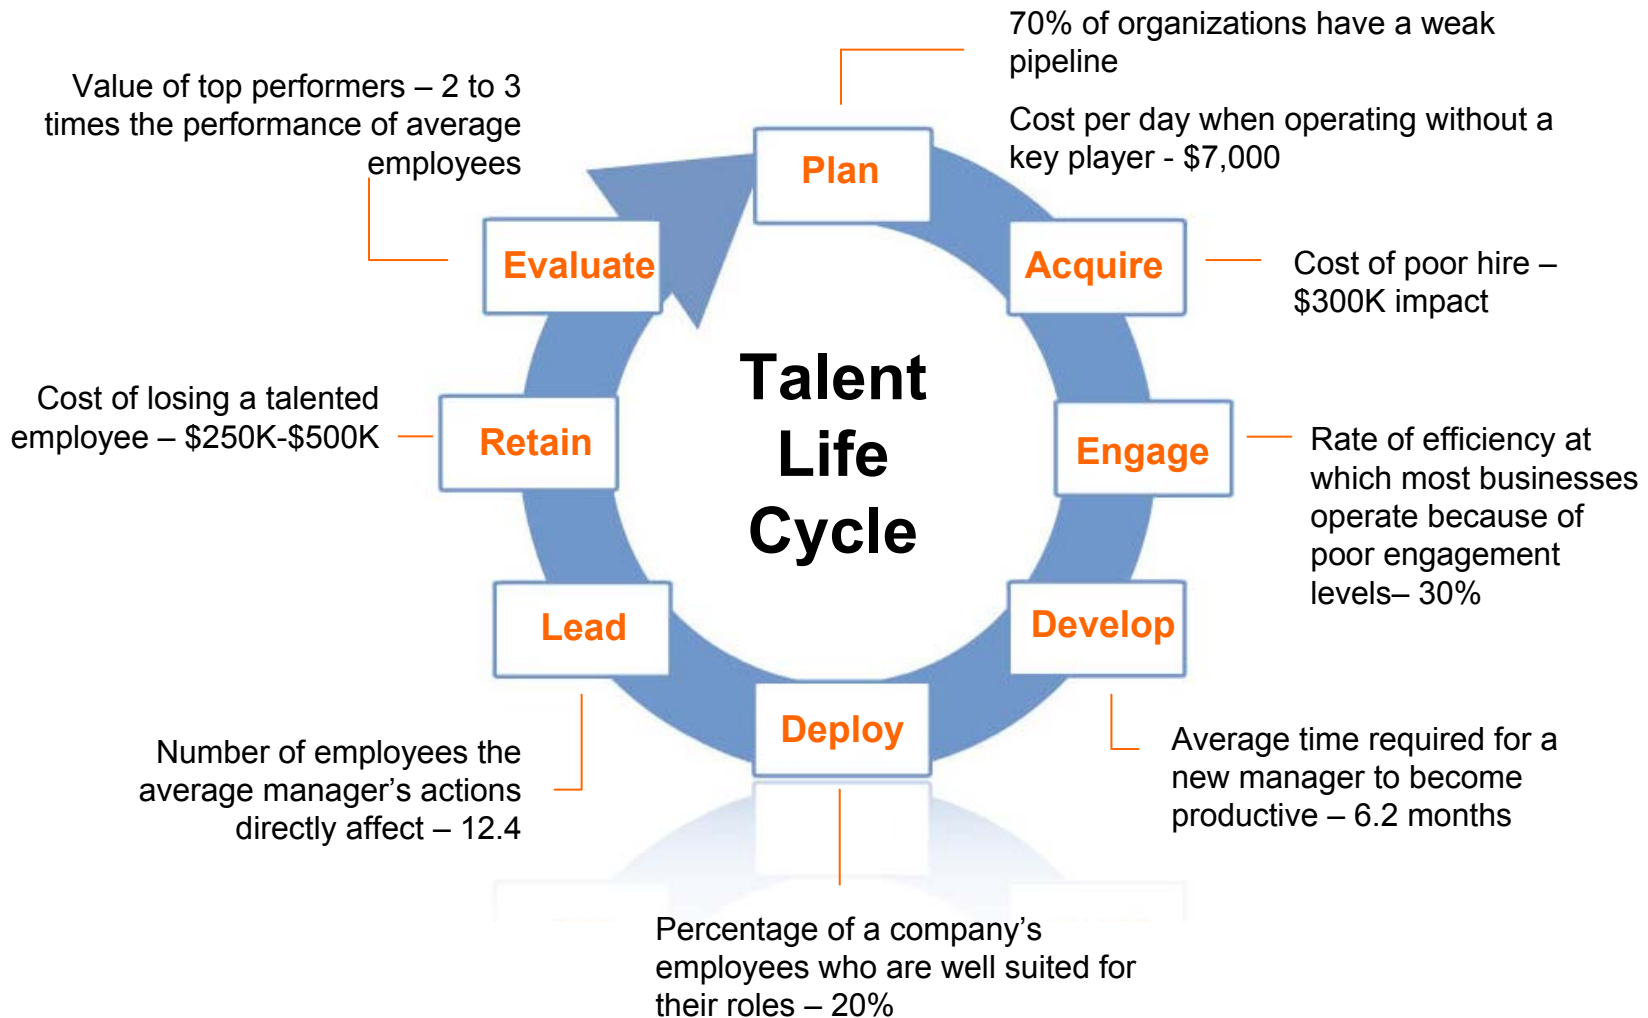 70% of organizations have a weak
pipeline
Cost per day when operating without a
key player - $7,000
Value of top performers – 2 to 3
times the performance of average
employees
Plan
Evaluate
Acquire
Cost of poor hire –
$300K impact
Talent
Life
Cycle
Cost of losing a talented
employee – $250K-$500K
Retain
Engage
Rate of efficiency at
which most businesses
operate because of
poor engagement
levels– 30%
Lead
Develop
Deploy
Number of employees the
average manager’s actions
directly affect – 12.4
Average time required for a
new manager to become
productive – 6.2 months
Percentage of a company’s
employees who are well suited for
their roles – 20%